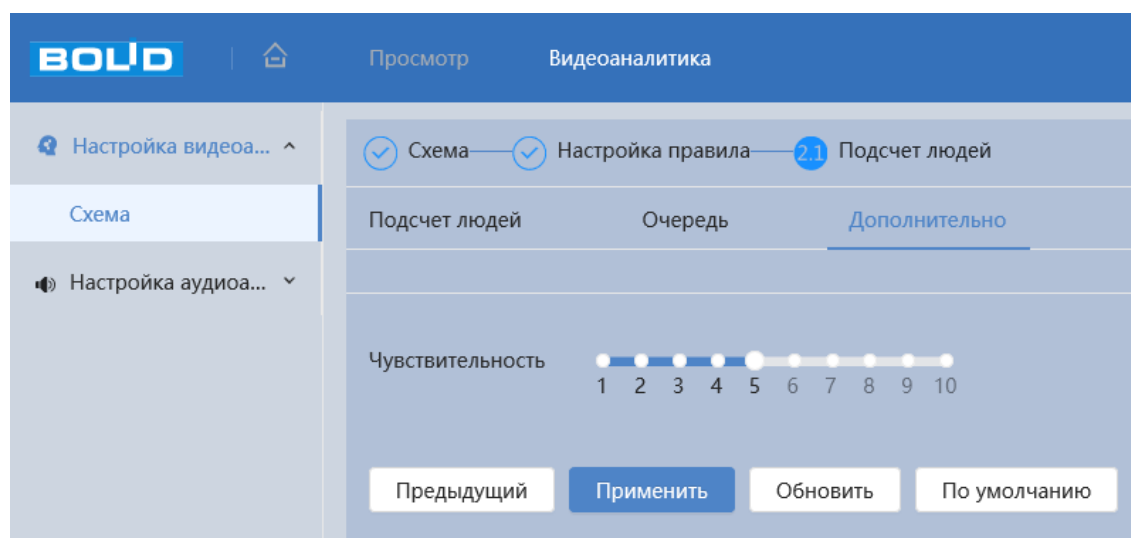 BOLID Просмотр Видеоаналитика
Настройка видеоа...
Схема
Настройка аудиоа...
Схема Настройка правила 2.1 Подсчет людей
Подсчет людей Очередь Дополнительно
Чувствительность
1 2 3 4 5 6 7 8 9 10
Предыдущий Применить Обновить По умолчанию